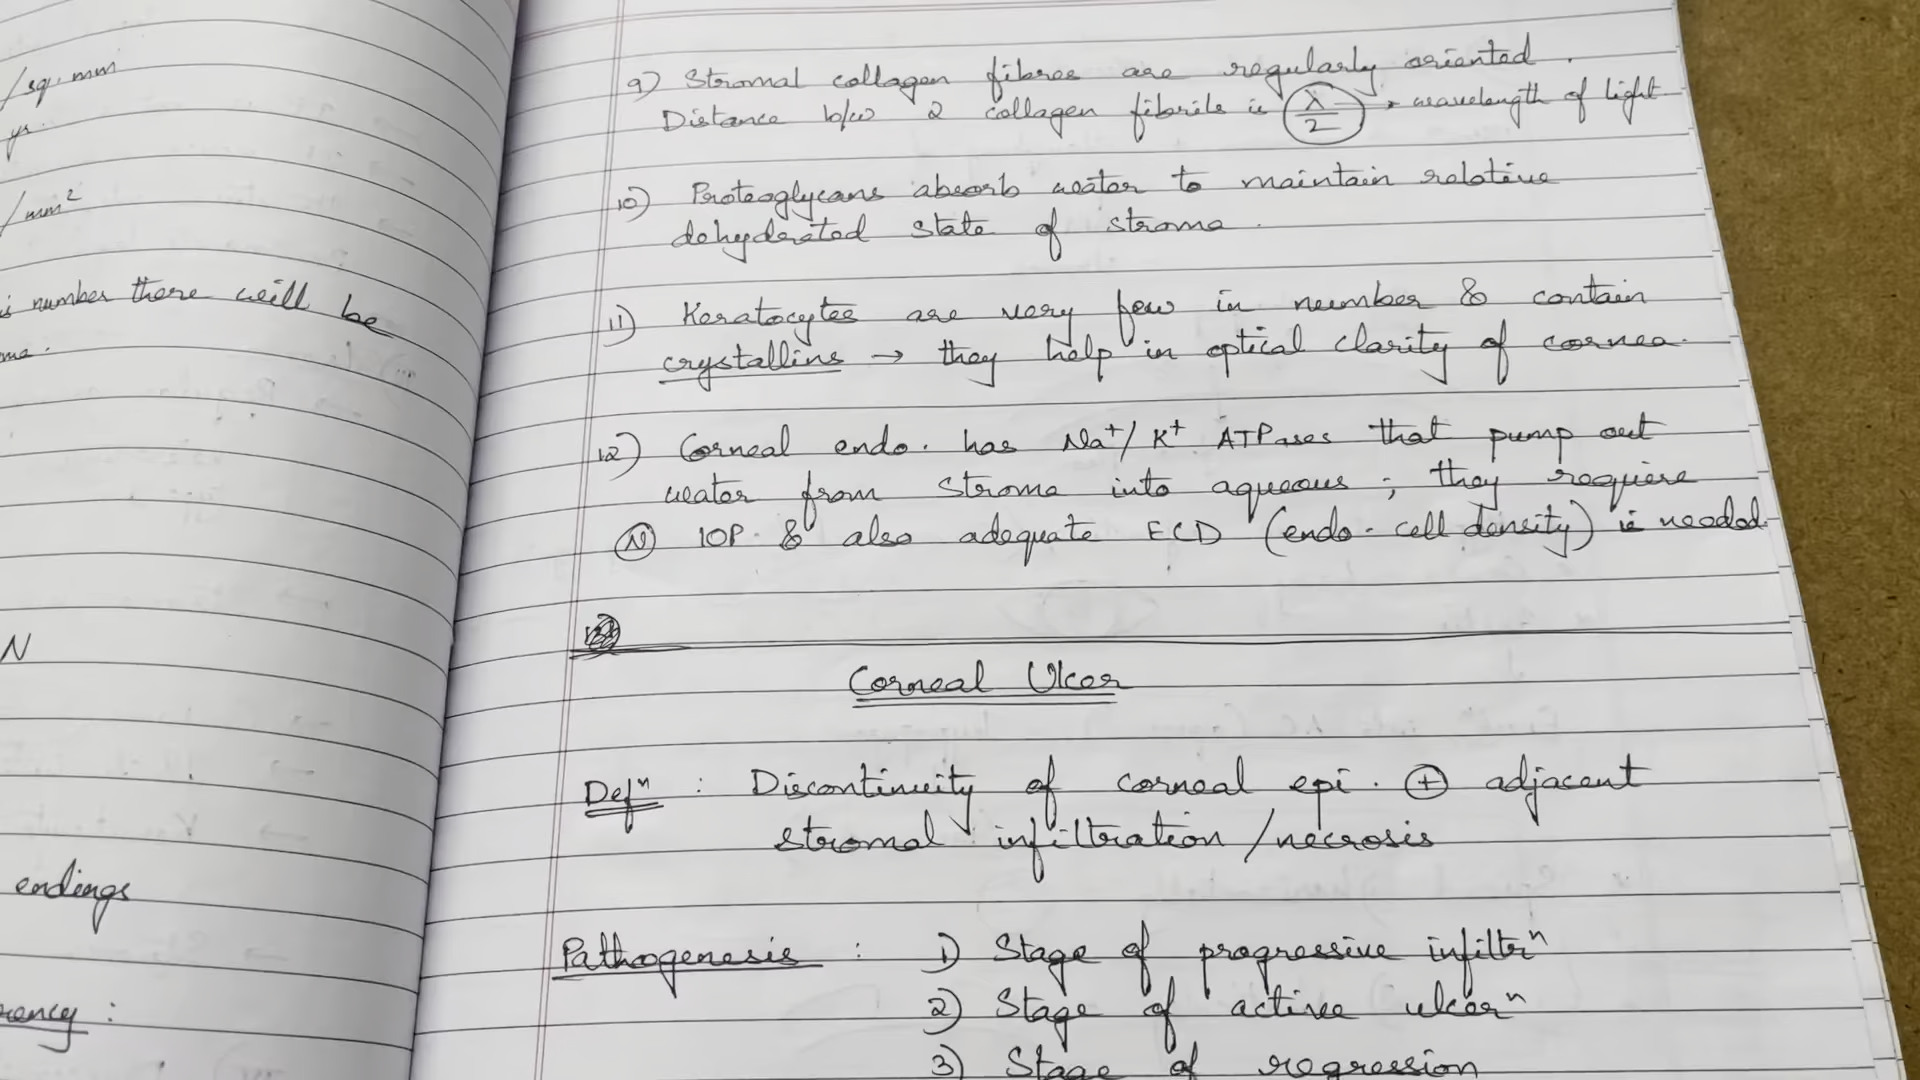 /sq. mm
yr.
/mm²
number there will be
N
endings
9) Stromal collagen fibres are regularly oriented.
Distance b/w 2 collagen fibrils is λ/2 → wavelength of light
10) Proteoglycans absorb water to maintain relative
dehydrated state of stroma.
11) Keratocytes are very few in number & contain
crystallins → they help in optical clarity of cornea.
12) Corneal endo. has Na⁺/K⁺ ATPases that pump out
water from stroma into aqueous ; they require
Ⓝ IOP & also adequate ECD (endo. cell density) is needed.
Corneal Ulcer
Defⁿ : Discontinuity of corneal epi. ⊕ adjacent
stromal infiltration/necrosis
Pathogenesis : 1) Stage of progressive infiltrⁿ
2) Stage of active ulcerⁿ
3) Stage of regression